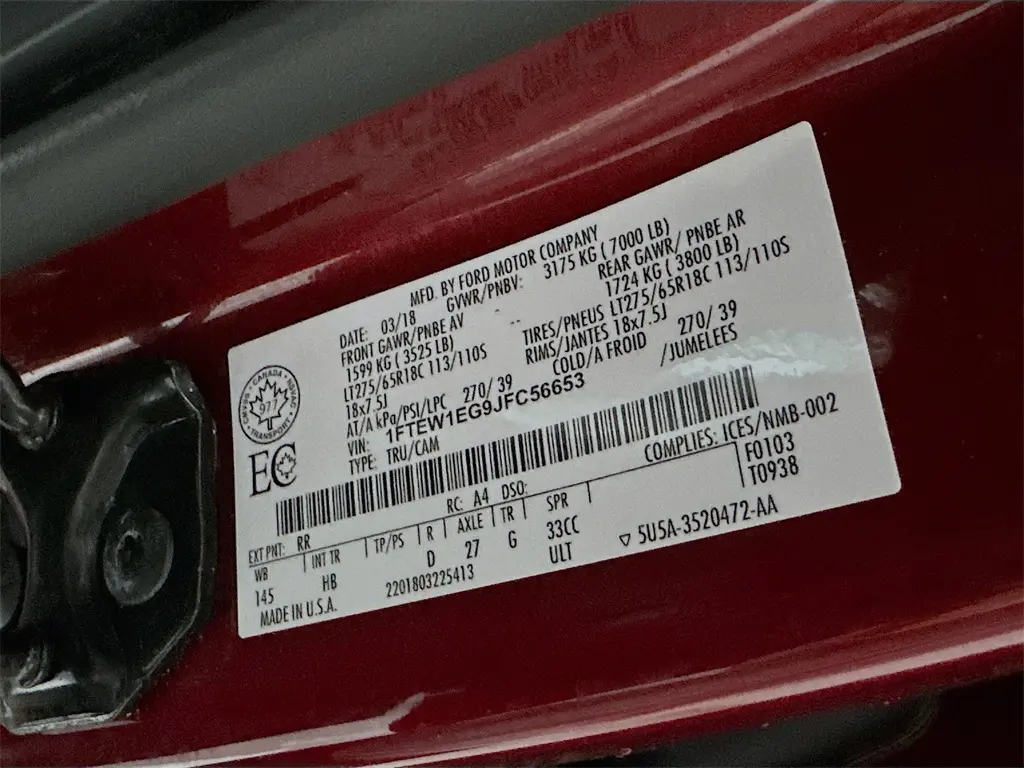 MFD. BY FORD MOTOR COMPANY
DATE: 03/18 GVWR/PNBV: 3175 KG ( 7000 LB)
FRONT GAWR/PNBE AV REAR GAWR/ PNBE AR
1599 KG ( 3525 LB) 1724 KG ( 3800 LB)
LT275/65R18C 113/110S TIRES/PNEUS LT275/65R18C 113/110S
18x7.5J RIMS/JANTES 18x7.5J
AT/A kPa/PSI/LPC 270/ 39 COLD/A FROID 270/ 39
VIN: 1FTEW1EG9JFC56653 /JUMELEES
TYPE: TRU/CAM
CANADA
977
TRANSPORT
EC
COMPLIES: ICES/NMB-002
RC: A4 DSO: F0103
EXT PNT: RR T0938
WB INT TR TP/PS R AXLE TR SPR
145 HB D 27 G 33CC
ULT
MADE IN U.S.A. 2201803225413 ▽ 5U5A-3520472-AA